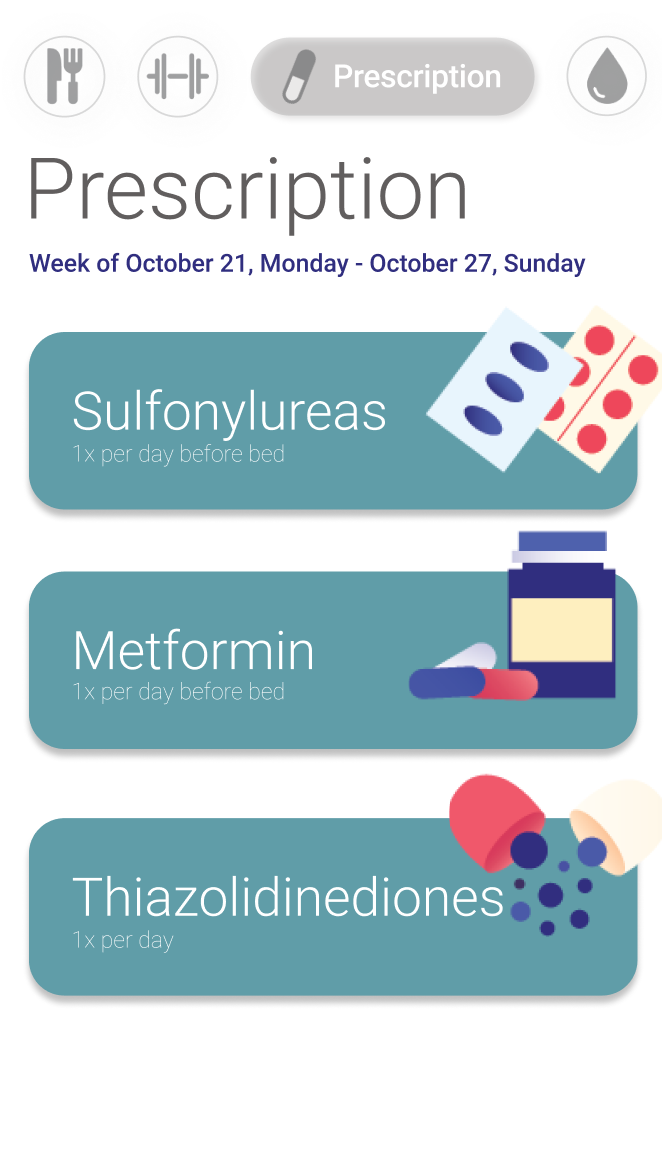 Prescription
Prescription
Week of October 21, Monday - October 27, Sunday
Sulfonylureas
1x per day before bed
Metformin
1x per day before bed
Thiazolidinediones
1x per day